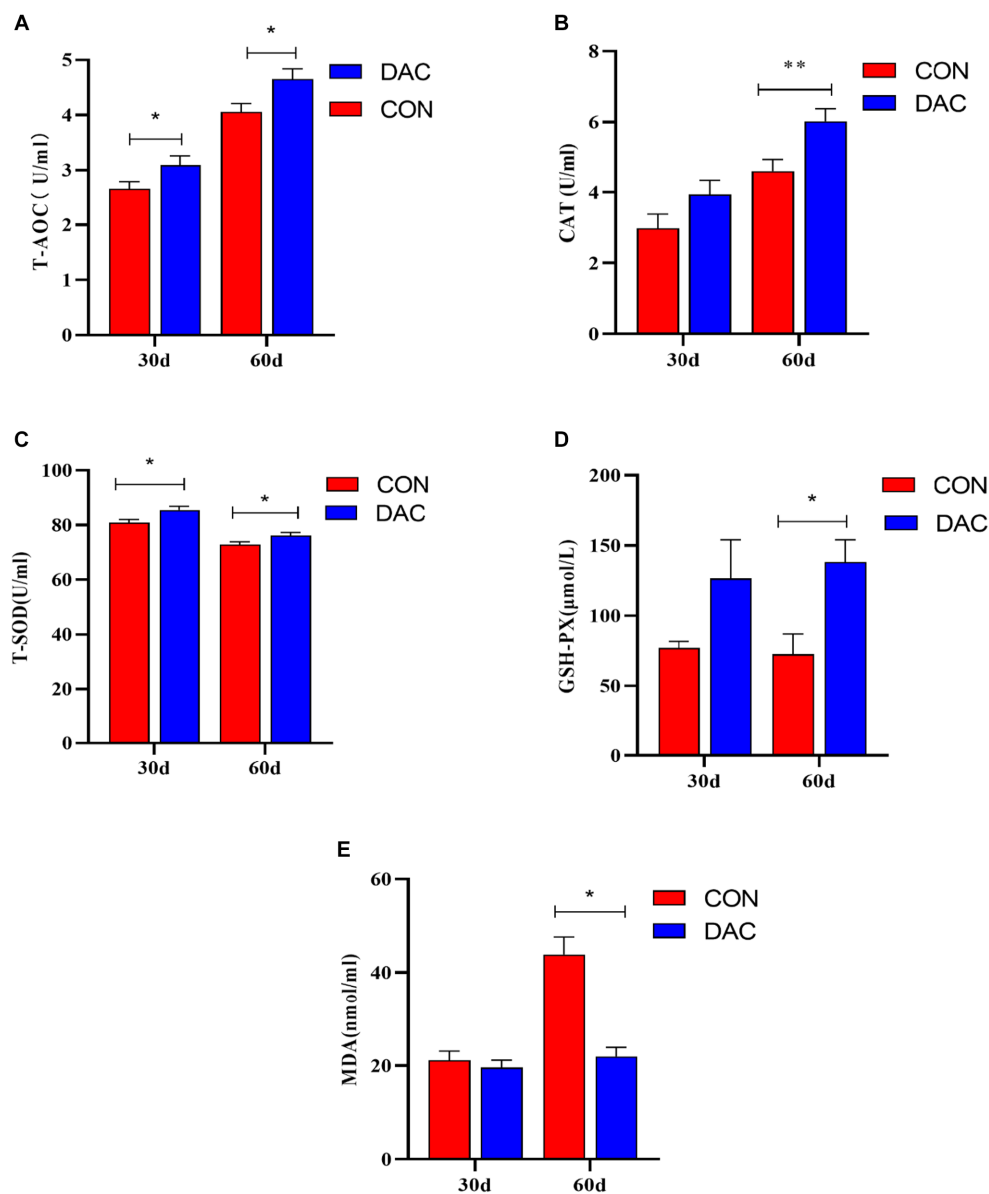 A
*
*
5
4
3
2
1
0
T-AOC ( U/ml)
30d
60d
DAC
CON
B
**
8
6
4
2
0
CAT (U/ml)
30d
60d
CON
DAC
C
*
*
100
80
60
40
20
0
T-SOD(U/ml)
30d
60d
CON
DAC
D
*
200
150
100
50
0
GSH-PX(μmol/L)
30d
60d
CON
DAC
E
*
60
40
20
0
MDA(nmol/ml)
30d
60d
CON
DAC